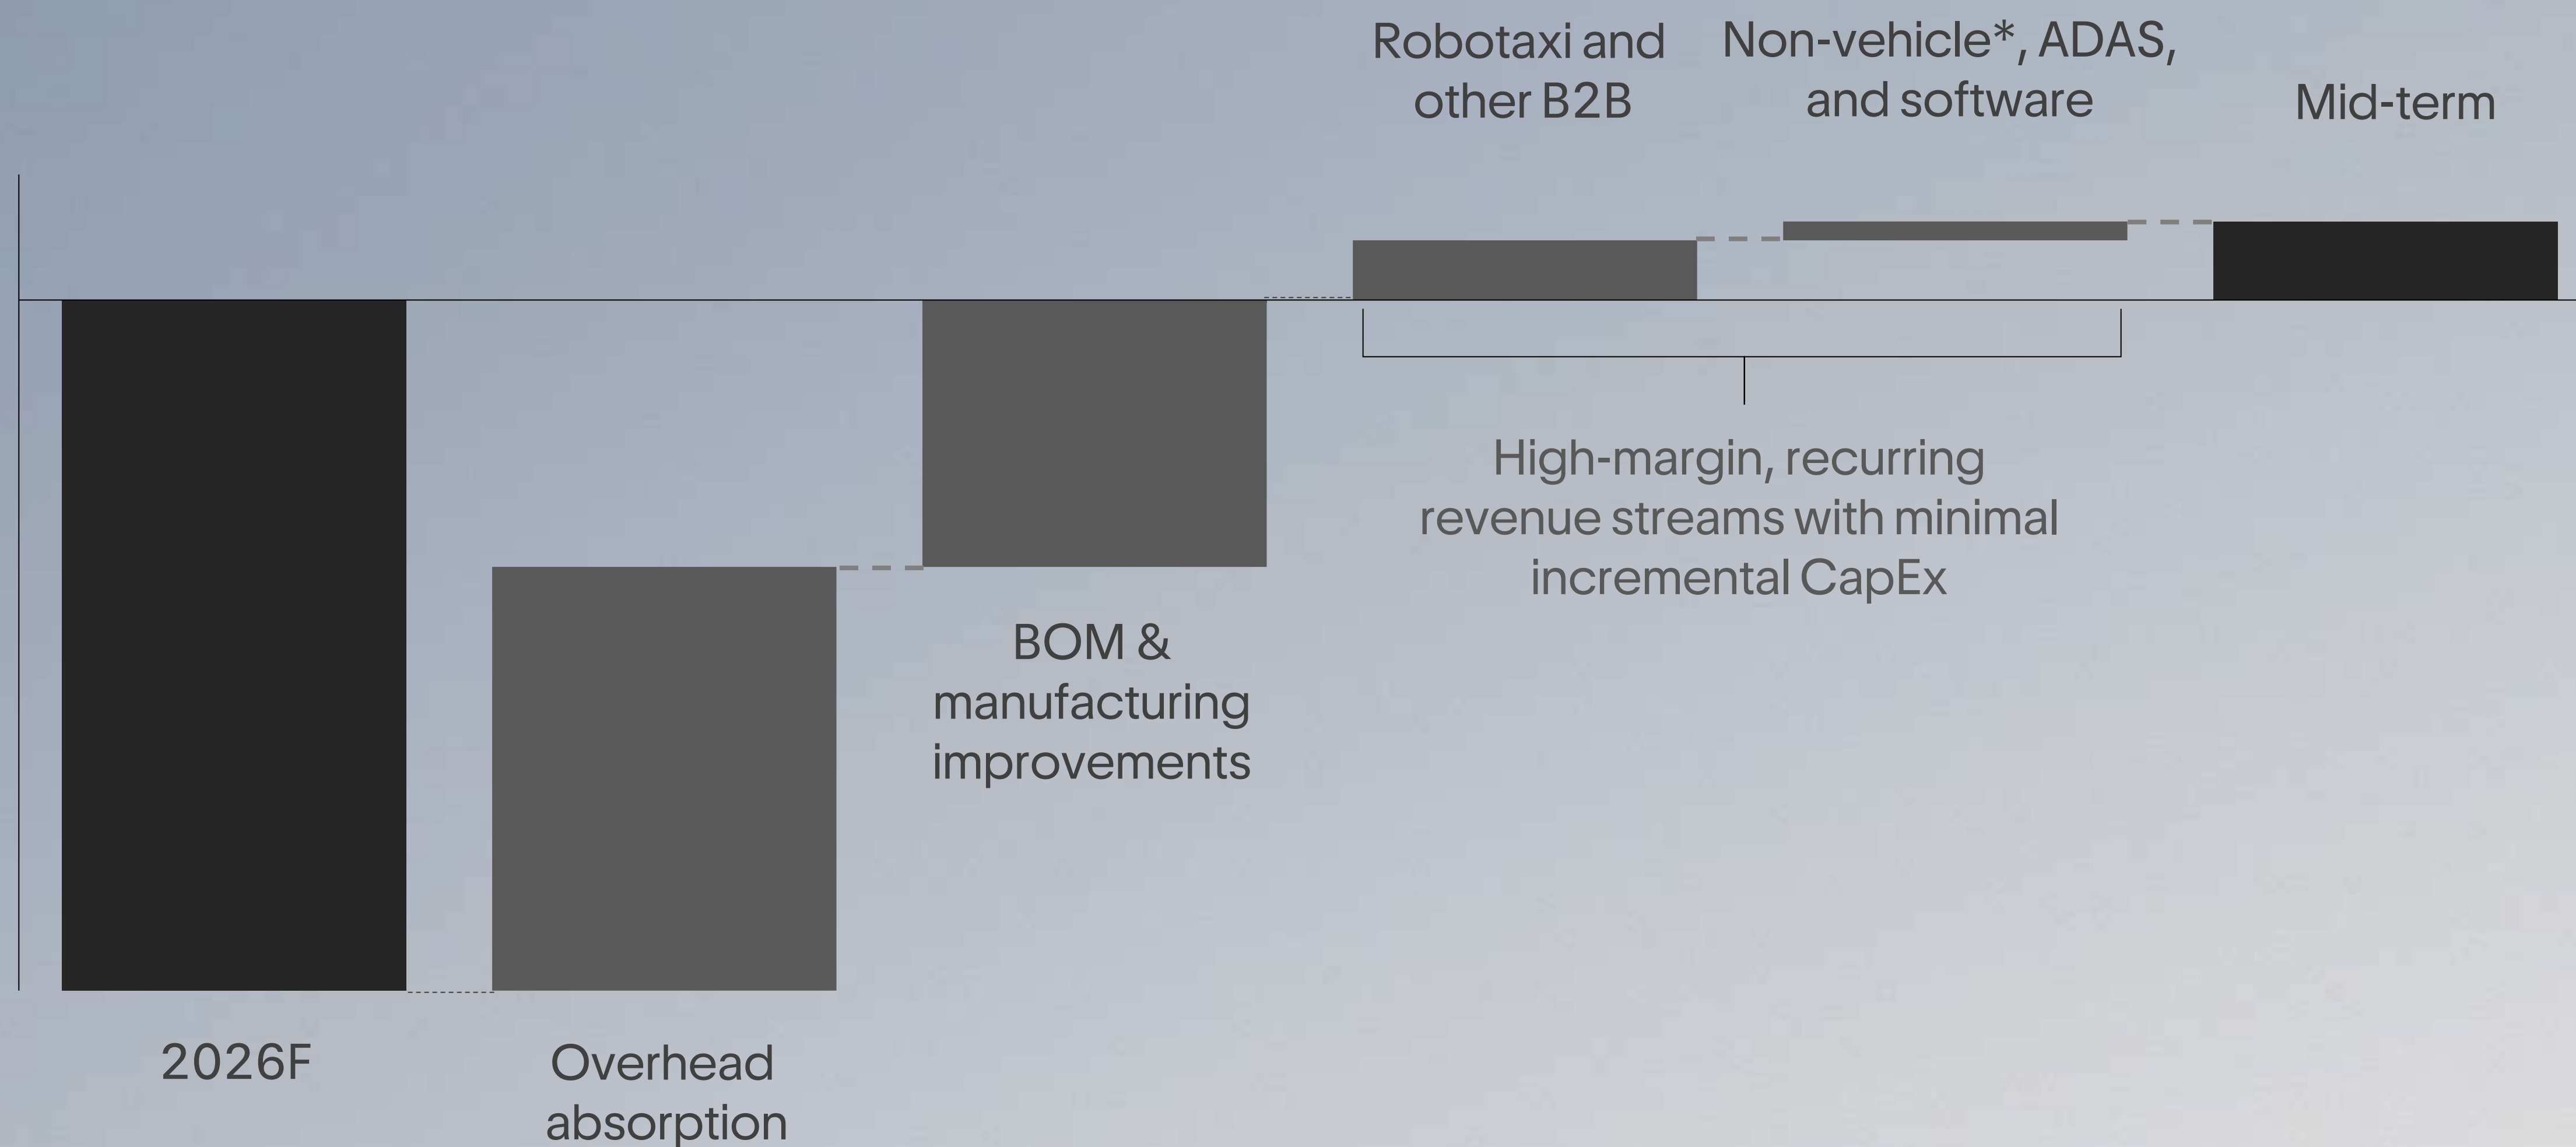 Robotaxi and
other B2B
Non-vehicle*, ADAS,
and software
Mid-term
High-margin, recurring
revenue streams with minimal
incremental CapEx
BOM &
manufacturing
improvements
2026F
Overhead
absorption